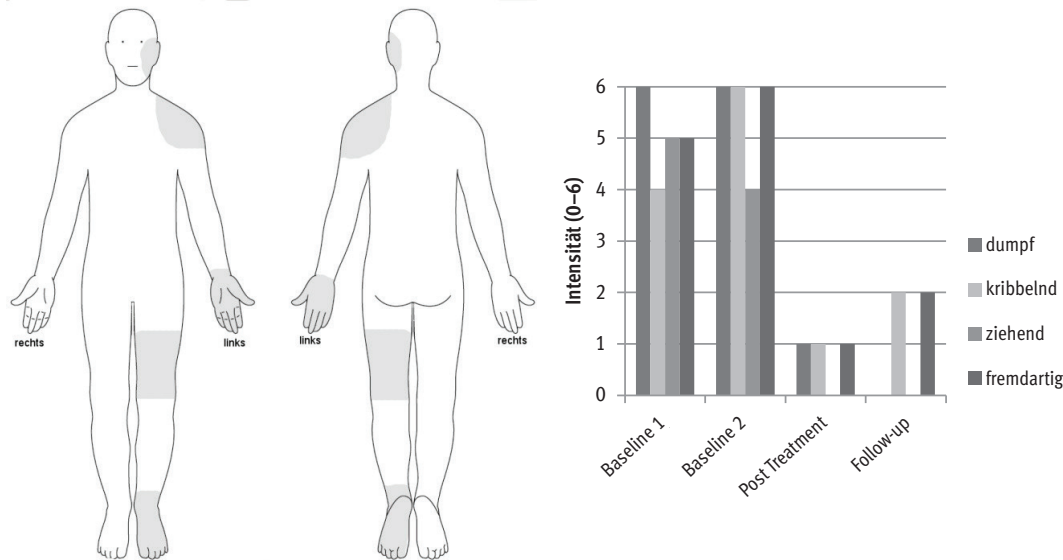 rechts
links
links
rechts
Intensität (0–6)
6
5
4
3
2
1
0
Baseline 1
Baseline 2
Post Treatment
Follow-up
dumpf
kribbelnd
ziehend
fremdartig